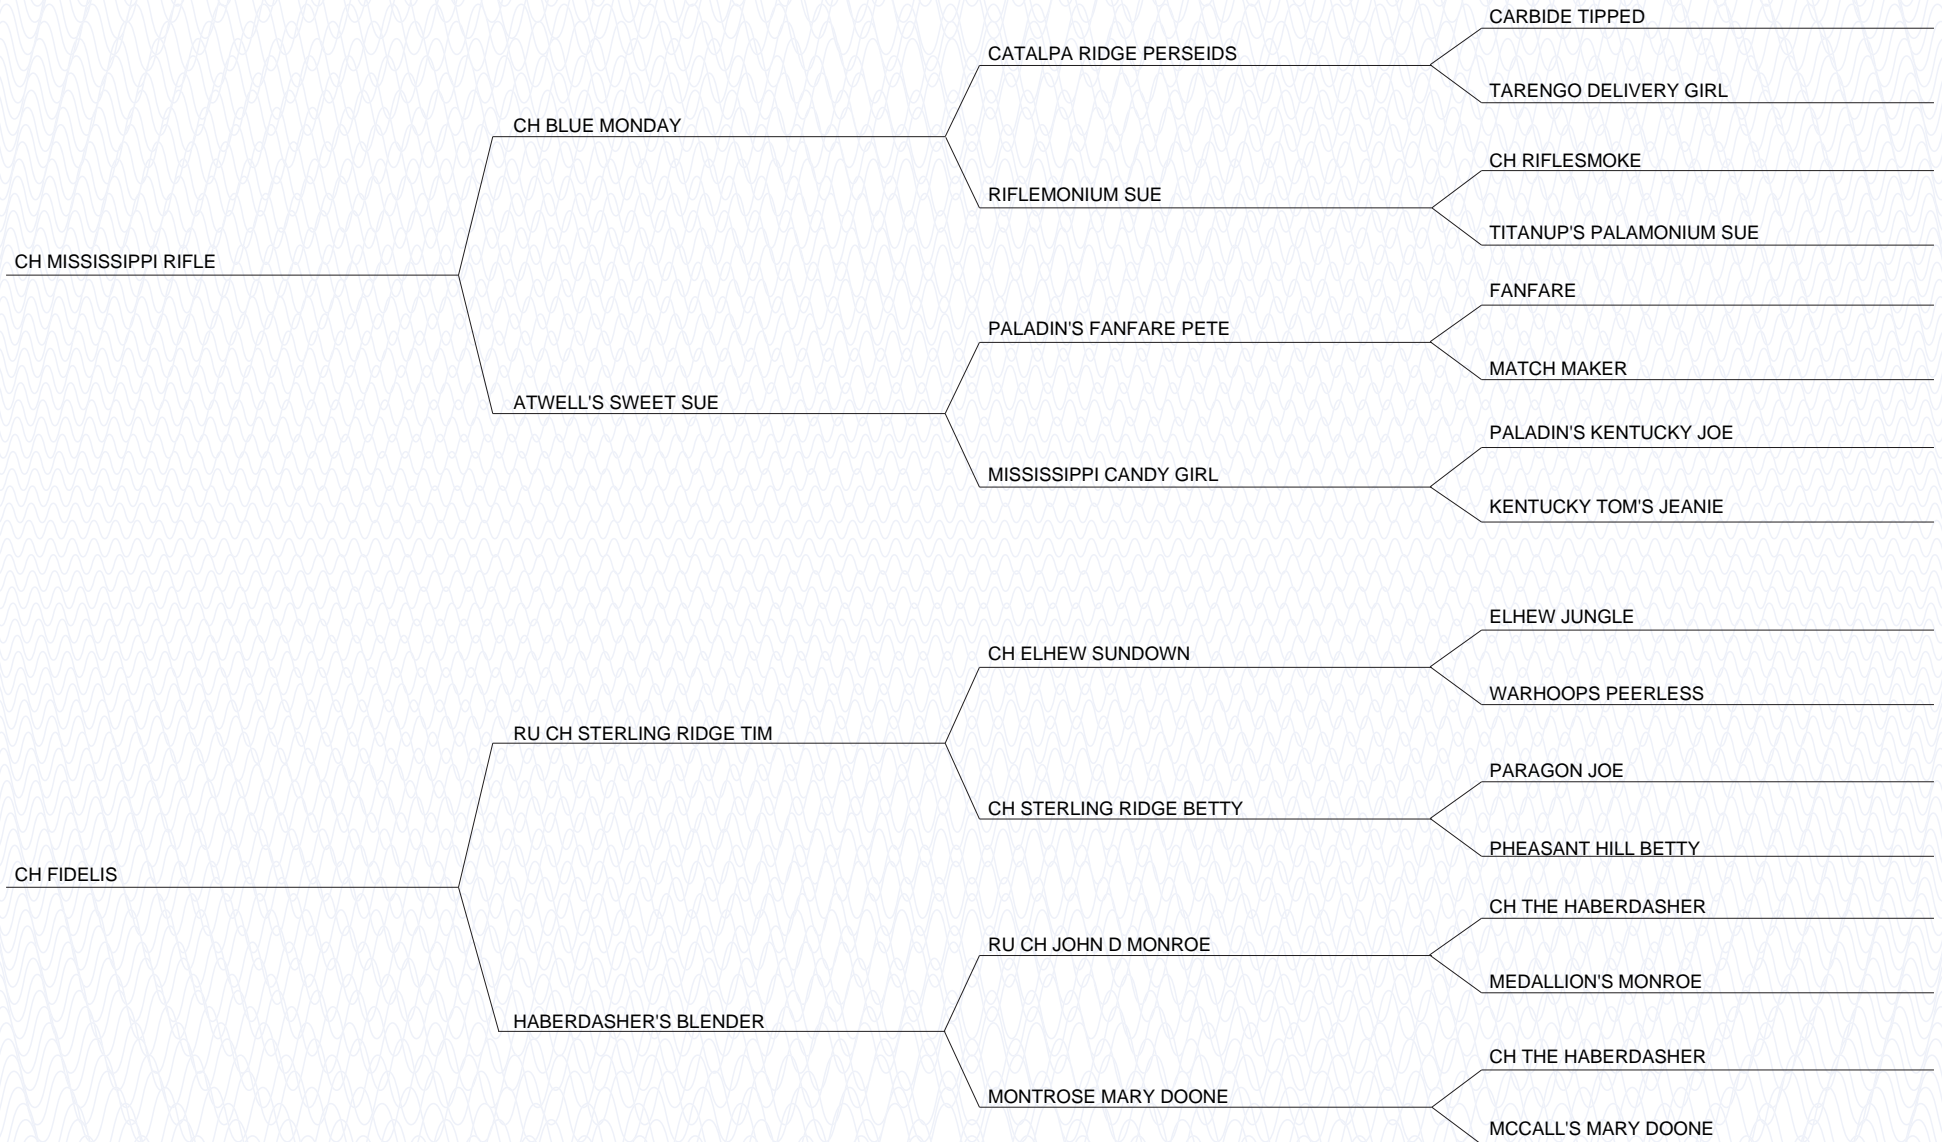 CARBIDE TIPPED
CATALPA RIDGE PERSEIDS
TARENGO DELIVERY GIRL
CH BLUE MONDAY
CH RIFLESMOKE
RIFLEMONIUM SUE
TITANUP'S PALAMONIUM SUE
CH MISSISSIPPI RIFLE
FANFARE
PALADIN'S FANFARE PETE
MATCH MAKER
ATWELL'S SWEET SUE
PALADIN'S KENTUCKY JOE
MISSISSIPPI CANDY GIRL
KENTUCKY TOM'S JEANIE
ELHEW JUNGLE
CH ELHEW SUNDOWN
WARHOOPS PEERLESS
RU CH STERLING RIDGE TIM
PARAGON JOE
CH STERLING RIDGE BETTY
PHEASANT HILL BETTY
CH FIDELIS
CH THE HABERDASHER
RU CH JOHN D MONROE
MEDALLION'S MONROE
HABERDASHER'S BLENDER
CH THE HABERDASHER
MONTROSE MARY DOONE
MCCALL'S MARY DOONE